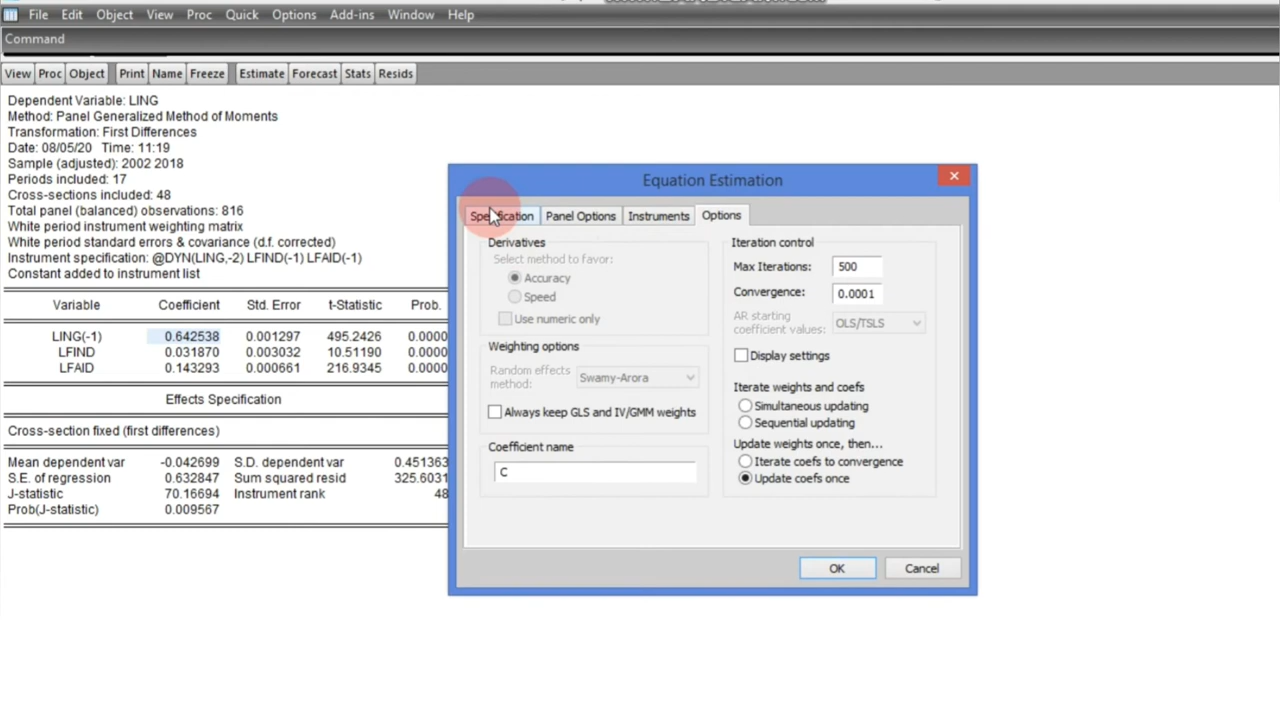 File Edit Object View Proc Quick Options Add-ins Window Help
Command
View Proc Object Print Name Freeze Estimate Forecast Stats Resids
Dependent Variable: LING
Method: Panel Generalized Method of Moments
Transformation: First Differences
Date: 08/05/20 Time: 11:19
Sample (adjusted): 2002 2018
Periods included: 17
Cross-sections included: 48
Total panel (balanced) observations: 816
White period instrument weighting matrix
White period standard errors & covariance (d.f. corrected)
Instrument specification: @DYN(LING,-2) LFIND(-1) LFAID(-1)
Constant added to instrument list
Variable Coefficient Std. Error t-Statistic Prob.
LING(-1) 0.642538 0.001297 495.2426 0.0000
LFIND 0.031870 0.003032 10.51190 0.0000
LFAID 0.143293 0.000661 216.9345 0.0000
Effects Specification
Cross-section fixed (first differences)
Mean dependent var -0.042699 S.D. dependent var 0.451363
S.E. of regression 0.632847 Sum squared resid 325.6031
J-statistic 70.16694 Instrument rank 48
Prob(J-statistic) 0.009567
Equation Estimation
Specification Panel Options Instruments Options
Derivatives
Select method to favor:
Accuracy
Speed
Use numeric only
Weighting options
Random effects method: Swamy-Arora
Always keep GLS and IV/GMM weights
Coefficient name
C
Iteration control
Max Iterations: 500
Convergence: 0.0001
AR starting
coefficient values: OLS/TSLS
Display settings
Iterate weights and coefs
Simultaneous updating
Sequential updating
Update weights once, then...
Iterate coefs to convergence
Update coefs once
OK Cancel